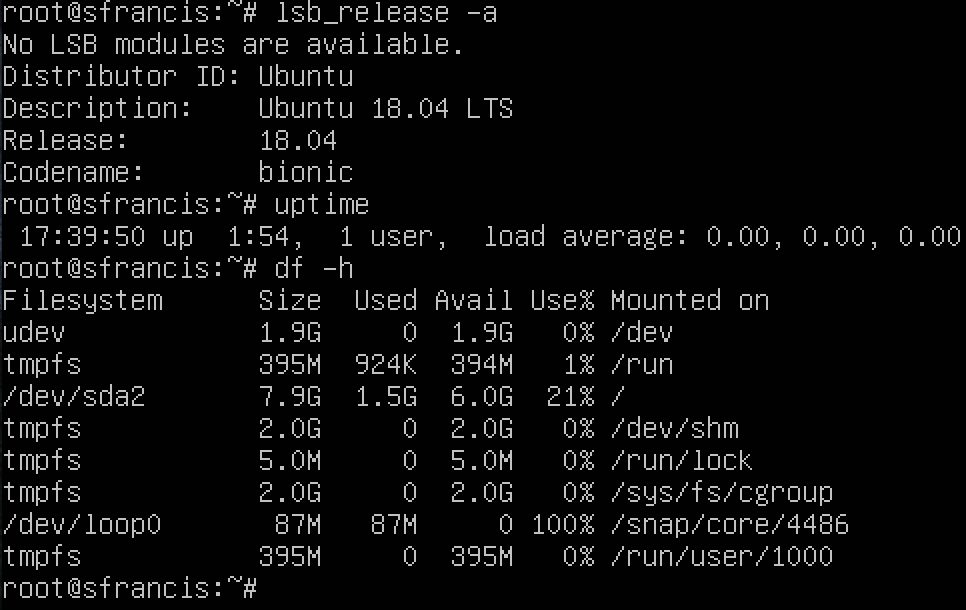 root@sfrancis:~# lsb_release -a
No LSB modules are available.
Distributor ID: Ubuntu
Description:    Ubuntu 18.04 LTS
Release:        18.04
Codename:       bionic
root@sfrancis:~# uptime
 17:39:50 up  1:54,  1 user,  load average: 0.00, 0.00, 0.00
root@sfrancis:~# df -h
Filesystem      Size  Used Avail Use% Mounted on
udev            1.9G     0  1.9G   0% /dev
tmpfs           395M  924K  394M   1% /run
/dev/sda2       7.9G  1.5G  6.0G  21% /
tmpfs           2.0G     0  2.0G   0% /dev/shm
tmpfs           5.0M     0  5.0M   0% /run/lock
tmpfs           2.0G     0  2.0G   0% /sys/fs/cgroup
/dev/loop0       87M   87M     0 100% /snap/core/4486
tmpfs           395M     0  395M   0% /run/user/1000
root@sfrancis:~#